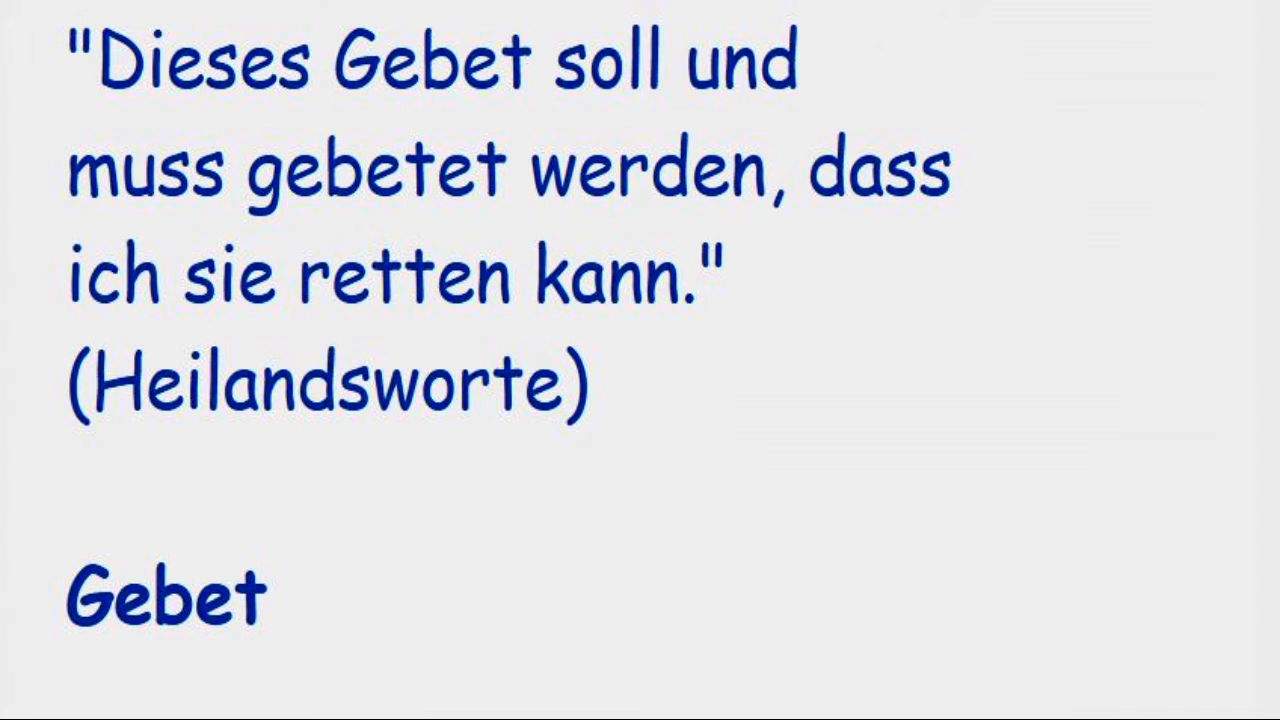 "Dieses Gebet soll und
muss gebetet werden, dass
ich sie retten kann."
(Heilandsworte)
Gebet